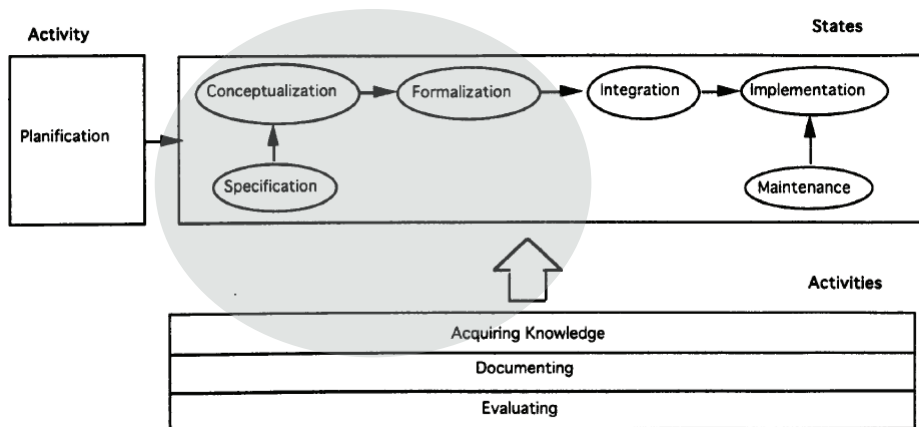 Activity
States
Conceptualization
Formalization
Integration
Implementation
Planification
Specification
Maintenance
Activities
Acquiring Knowledge
Documenting
Evaluating